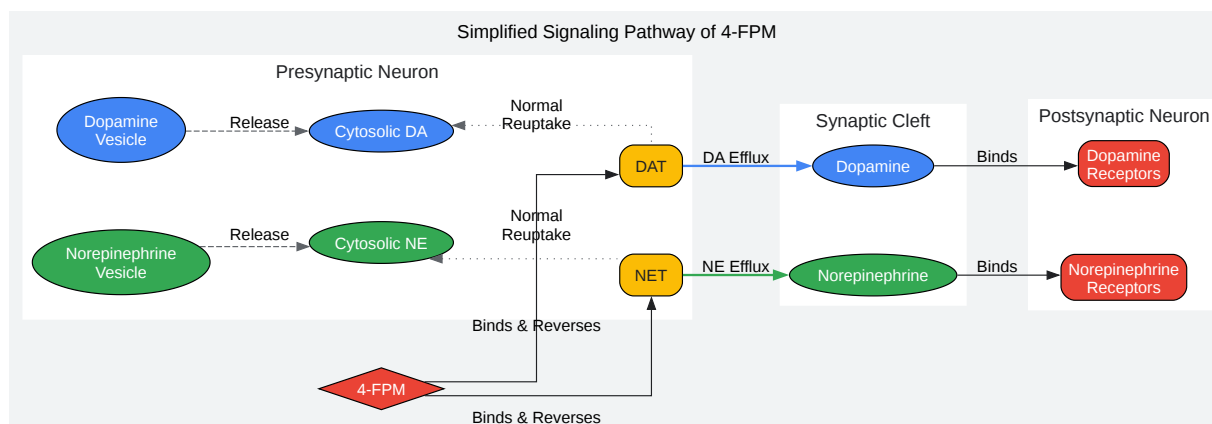 Simplified Signaling Pathway of 4-FPM
Presynaptic Neuron
Dopamine
Vesicle
Release
Cytosolic DA
Normal
Reuptake
DAT
DA Efflux
Synaptic Cleft
Dopamine
Binds
Postsynaptic Neuron
Dopamine
Receptors
Norepinephrine
Vesicle
Release
Cytosolic NE
Normal
Reuptake
NET
NE Efflux
Norepinephrine
Binds
Norepinephrine
Receptors
Binds & Reverses
4-FPM
Binds & Reverses